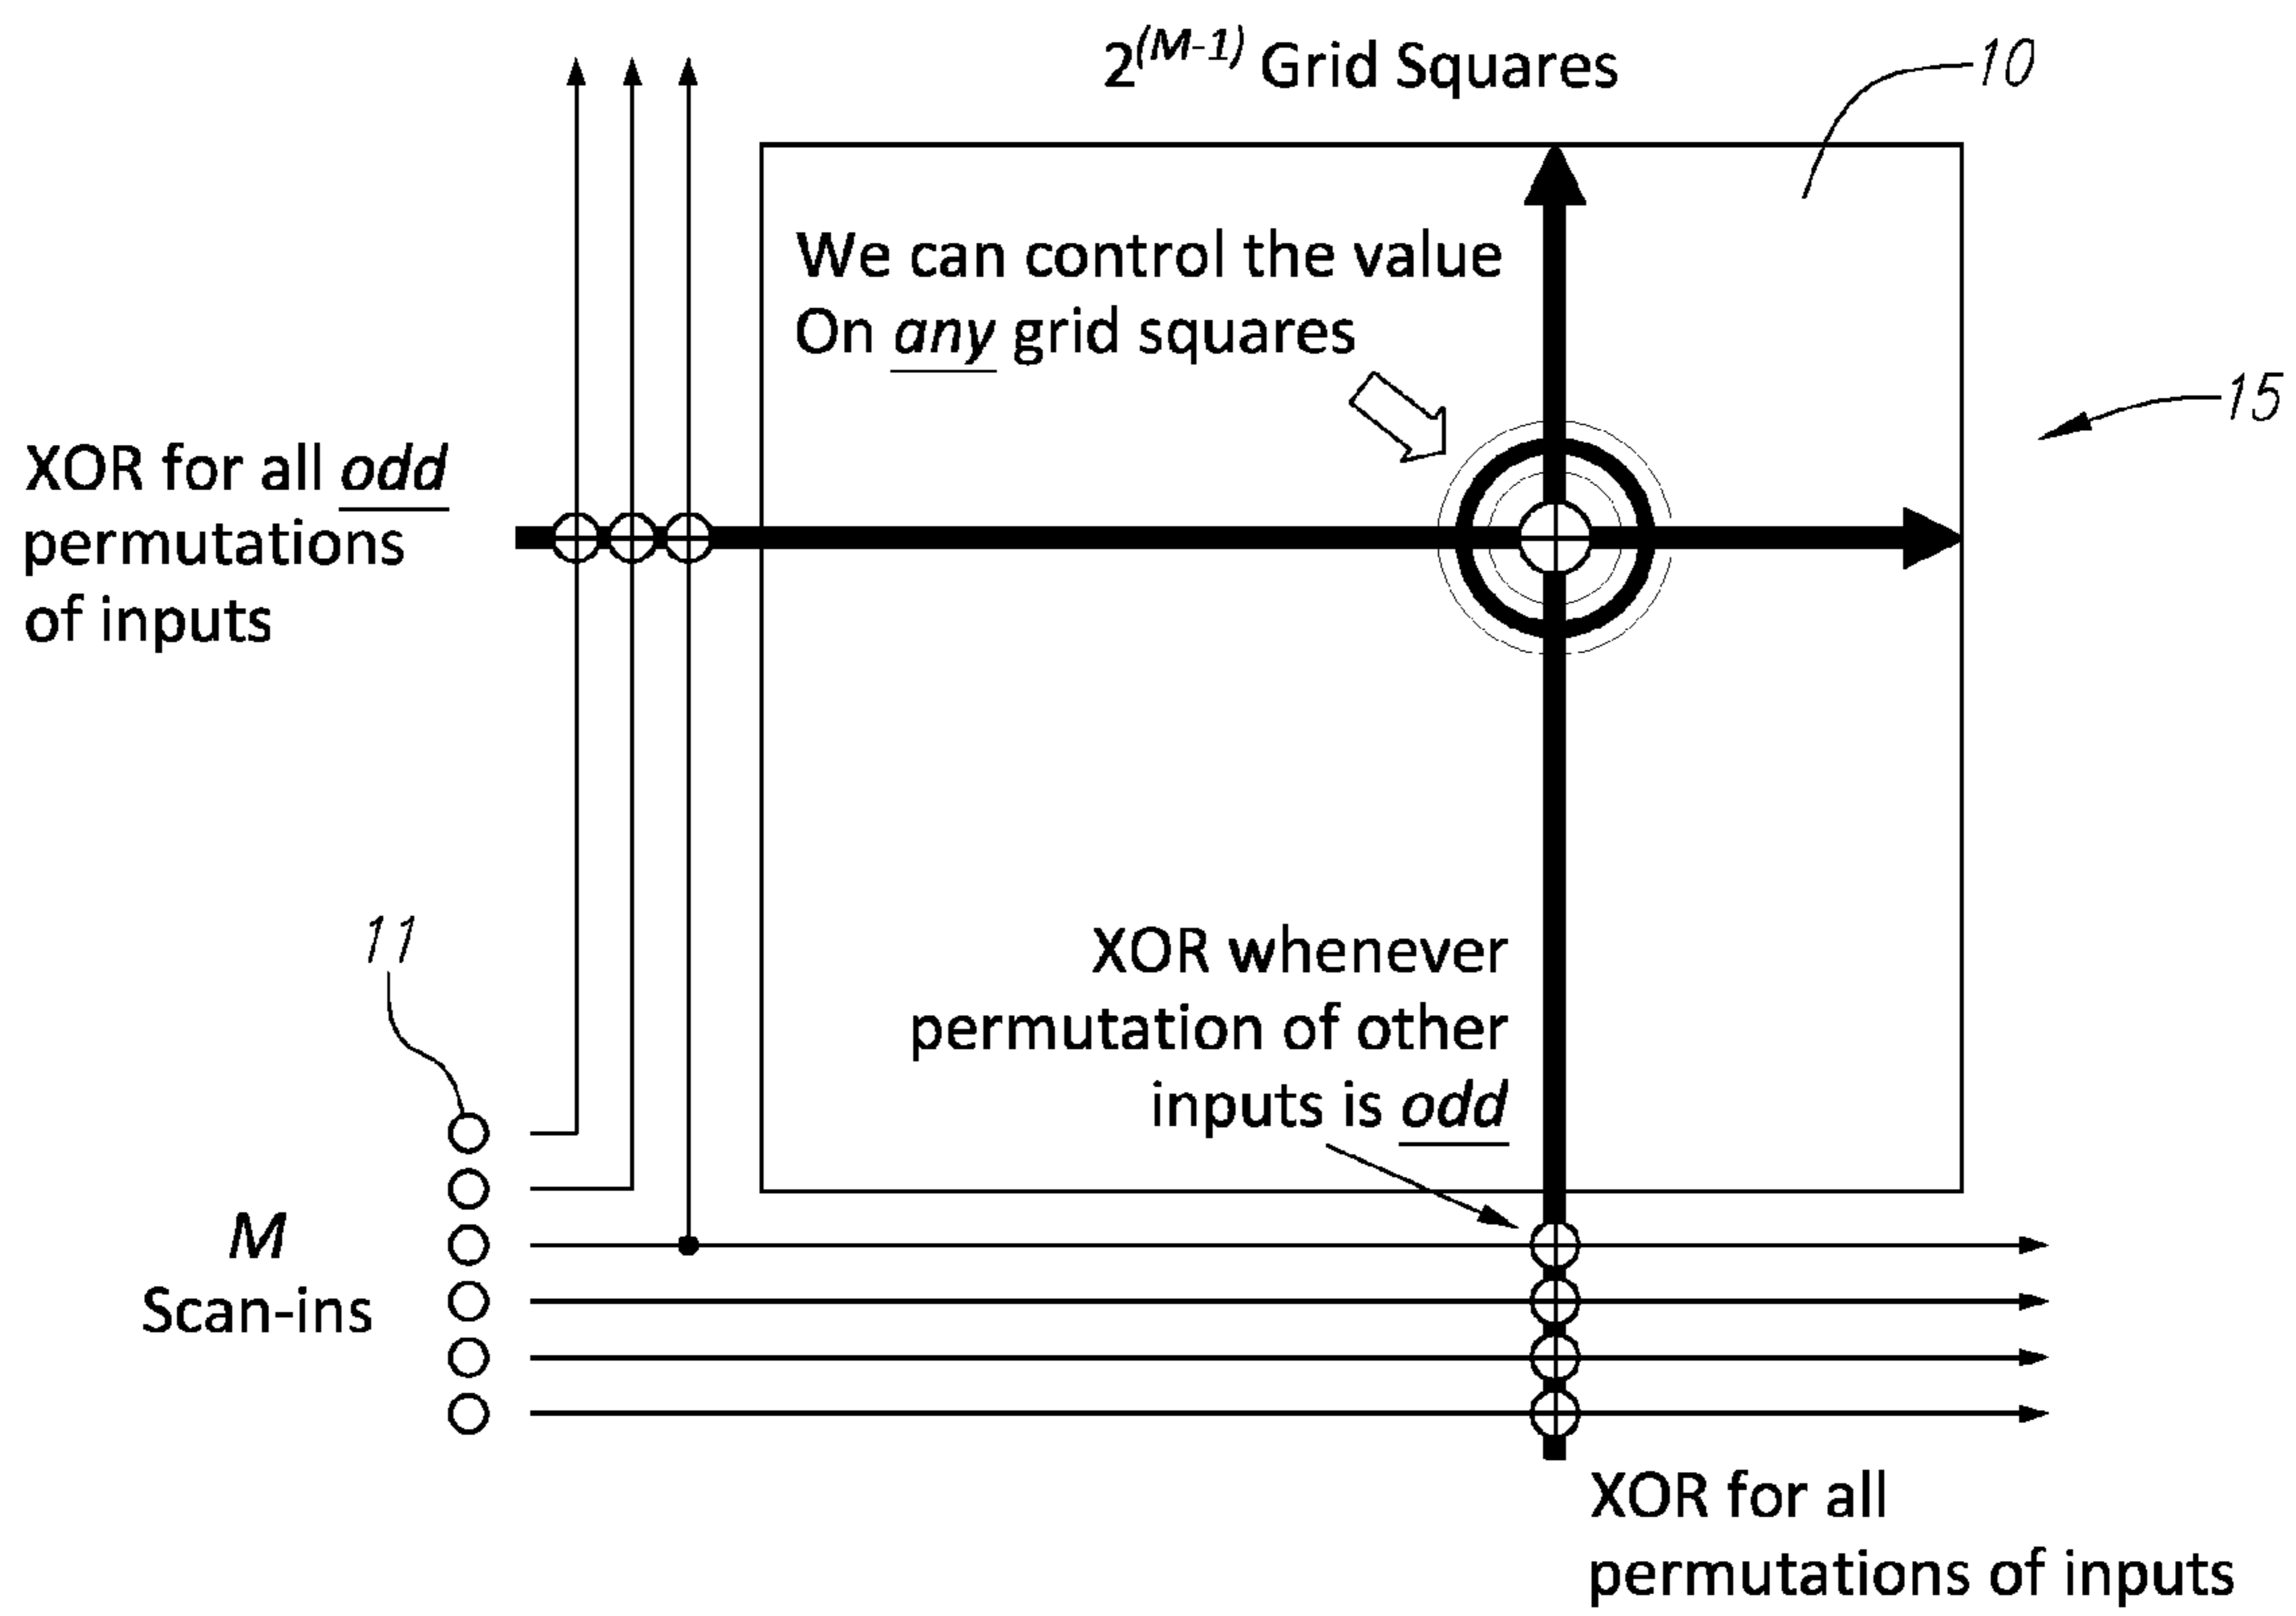 2^(M-1) Grid Squares
10
We can control the value
On any grid squares
15
XOR for all odd
permutations
of inputs
11
XOR whenever
permutation of other
inputs is odd
M
Scan-ins
XOR for all
permutations of inputs